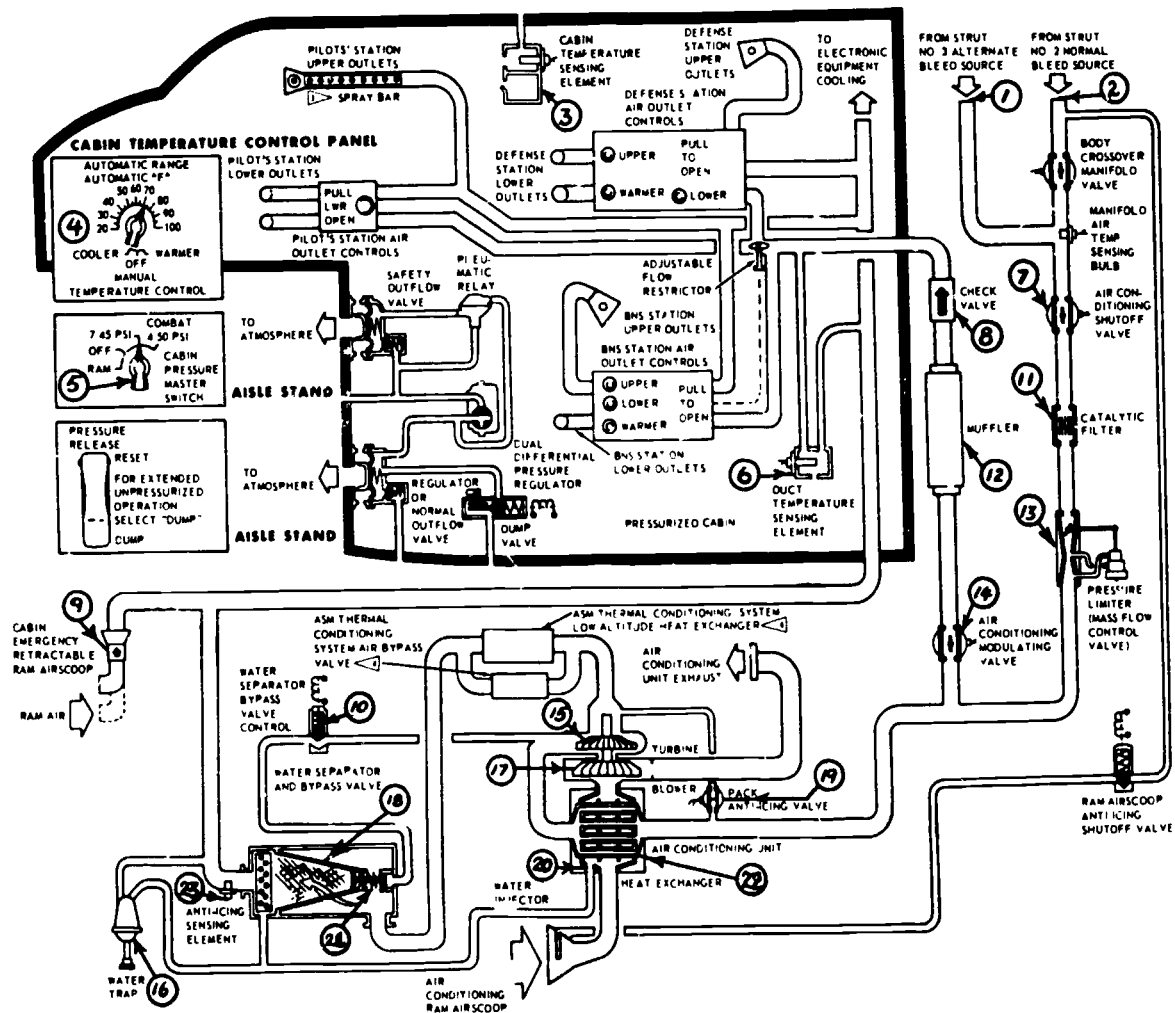 PILOTS' STATION
UPPER OUTLETS
SPRAY BAR
CABIN
TEMPERATURE
SENSING
ELEMENT
3
DEFENSE
STATION
UPPER
OUTLETS
TO
ELECTRONIC
EQUIPMENT
COOLING
FROM STRUT
NO. 3 ALTERNATE
BLEED SOURCE
FROM STRUT
NO 2 NORMAL
BLEED SOURCE
1
2
CABIN TEMPERATURE CONTROL PANEL
AUTOMATIC RANGE
AUTOMATIC °F
20 30 40 50 60 70 80 90 100
4
COOLER OFF WARMER
MANUAL
TEMPERATURE CONTROL
PILOT'S STATION
LOWER OUTLETS
PULL
LWR
OPEN
PILOT'S STATION AIR
OUTLET CONTROLS
DEFENSE STATION
AIR OUTLET
CONTROLS
DEFENSE
STATION
LOWER
OUTLETS
UPPER
WARMER
LOWER
PULL
TO
OPEN
BODY
CROSSOVER
MANIFOLD
VALVE
MANIFOLD
AIR
TEMP
SENSING
BULB
7
AIR CON-
DITIONING
SHUTOFF
VALVE
CHECK
VALVE
8
SAFETY
OUTFLOW
VALVE
PNEU-
MATIC
RELAY
ADJUSTABLE
FLOW
RESTRICTOR
TO
ATMOSPHERE
BNS STATION
UPPER OUTLETS
BNS STATION AIR
OUTLET CONTROLS
UPPER
LOWER
WARMER
PULL
TO
OPEN
BNS STATION
LOWER OUTLETS
COMBAT
7.45 PSI
4.50 PSI
OFF
RAM
CABIN
PRESSURE
MASTER
SWITCH
5
AISLE STAND
11
CATALYTIC
FILTER
MUFFLER
12
PRESSURE
RELEASE
RESET
FOR EXTENDED
UNPRESSURIZED
OPERATION
SELECT "DUMP"
DUMP
AISLE STAND
TO
ATMOSPHERE
REGULATOR
OR
NORMAL
OUTFLOW
VALVE
DUAL
DIFFERENTIAL
PRESSURE
REGULATOR
DUMP
VALVE
PRESSURIZED CABIN
6
DUCT TEMPERATURE
SENSING
ELEMENT
13
PRESSURE
LIMITER
(MASS FLOW
CONTROL
VALVE)
14
AIR
CONDITIONING
MODULATING
VALVE
9
CABIN
EMERGENCY
RETRACTABLE
RAM AIRSCOOP
RAM AIR
ASM THERMAL
CONDITIONING
SYSTEM AIR BYPASS
VALVE
ASM THERMAL CONDITIONING SYSTEM
LOW ALTITUDE HEAT EXCHANGER
AIR
CONDITIONING
UNIT EXHAUST
WATER
SEPARATOR
BYPASS
VALVE
CONTROL
10
15
TURBINE
17
BLOWER
19
PACK
ANTI-ICING VALVE
RAM AIRSCOOP
ANTI-ICING
SHUTOFF VALVE
WATER SEPARATOR
AND BYPASS VALVE
18
AIR CONDITIONING UNIT
20
HEAT EXCHANGER
22
WATER
INJECTOR
23
ANTI-ICING
SENSING
ELEMENT
21
WATER
TRAP
16
AIR
CONDITIONING
RAM AIRSCOOP